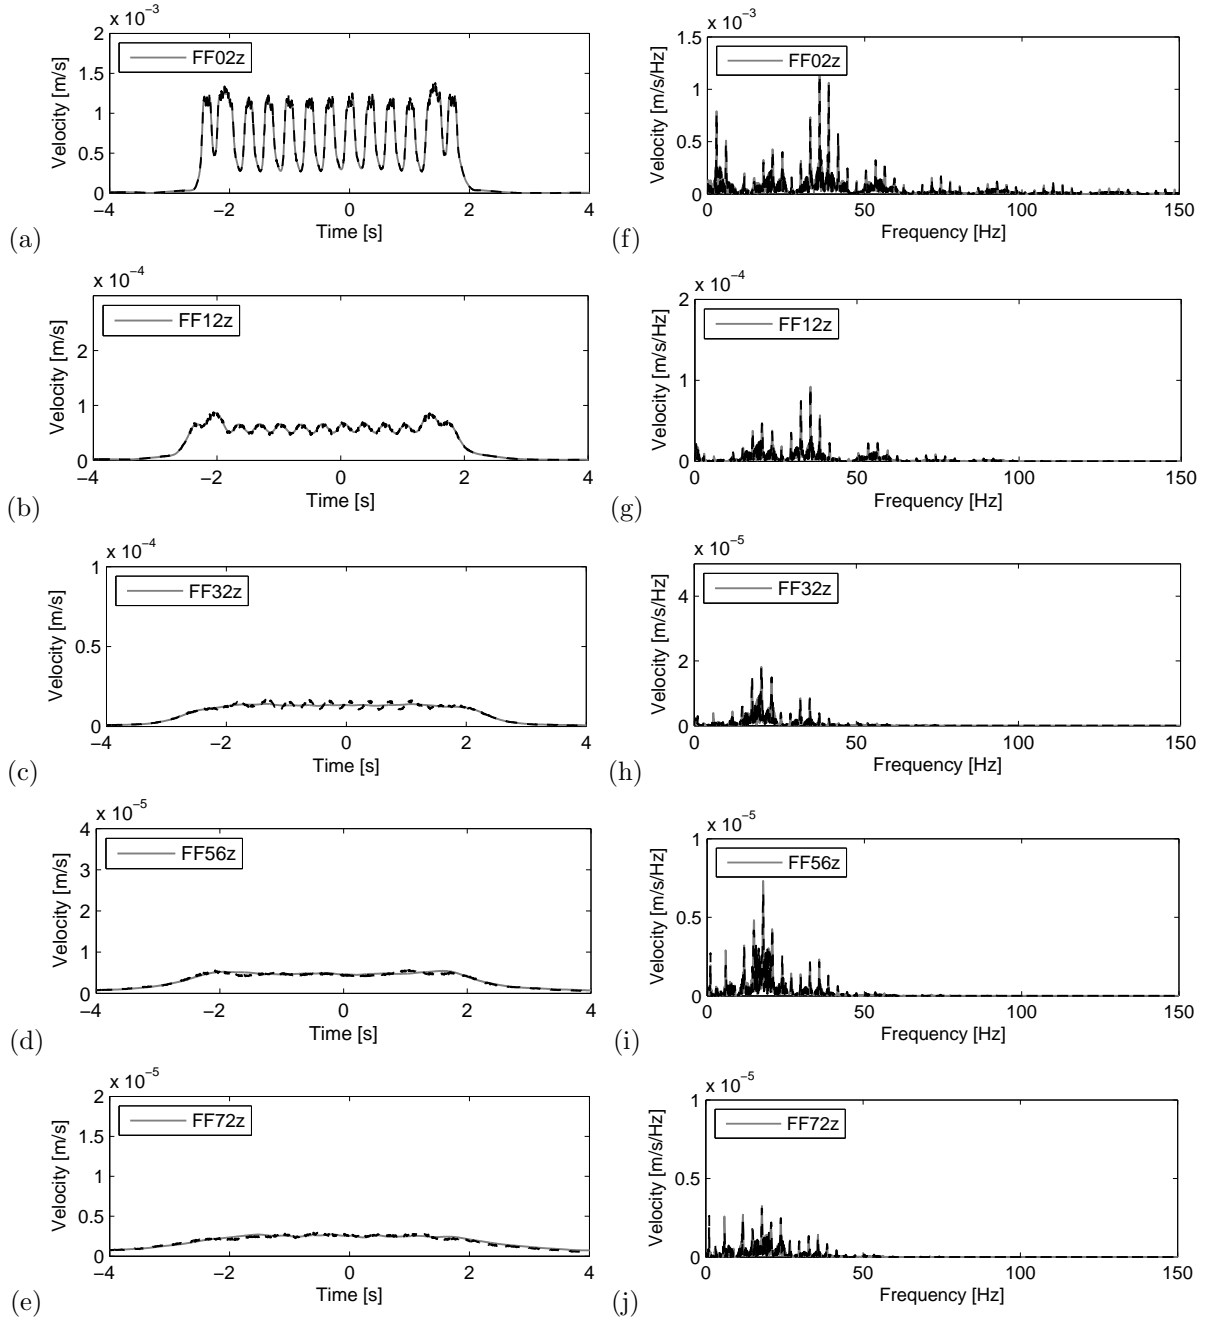 x 10−3
2
1.5
1
0.5
0
FF02z
Velocity [m/s]
−4 −2 0 2 4
Time [s]
(a)
x 10−3
1.5
1
0.5
0
FF02z
Velocity [m/s/Hz]
0 50 100 150
Frequency [Hz]
(f)
x 10−4
2
1
0
FF12z
Velocity [m/s]
−4 −2 0 2 4
Time [s]
(b)
x 10−4
2
1
0
FF12z
Velocity [m/s/Hz]
0 50 100 150
Frequency [Hz]
(g)
x 10−4
1
0.5
0
FF32z
Velocity [m/s]
−4 −2 0 2 4
Time [s]
(c)
x 10−5
4
2
0
FF32z
Velocity [m/s/Hz]
0 50 100 150
Frequency [Hz]
(h)
x 10−5
4
3
2
1
0
FF56z
Velocity [m/s]
−4 −2 0 2 4
Time [s]
(d)
x 10−5
1
0.5
0
FF56z
Velocity [m/s/Hz]
0 50 100 150
Frequency [Hz]
(i)
x 10−5
2
1.5
1
0.5
0
FF72z
Velocity [m/s]
−4 −2 0 2 4
Time [s]
(e)
x 10−5
1
0.5
0
FF72z
Velocity [m/s/Hz]
0 50 100 150
Frequency [Hz]
(j)